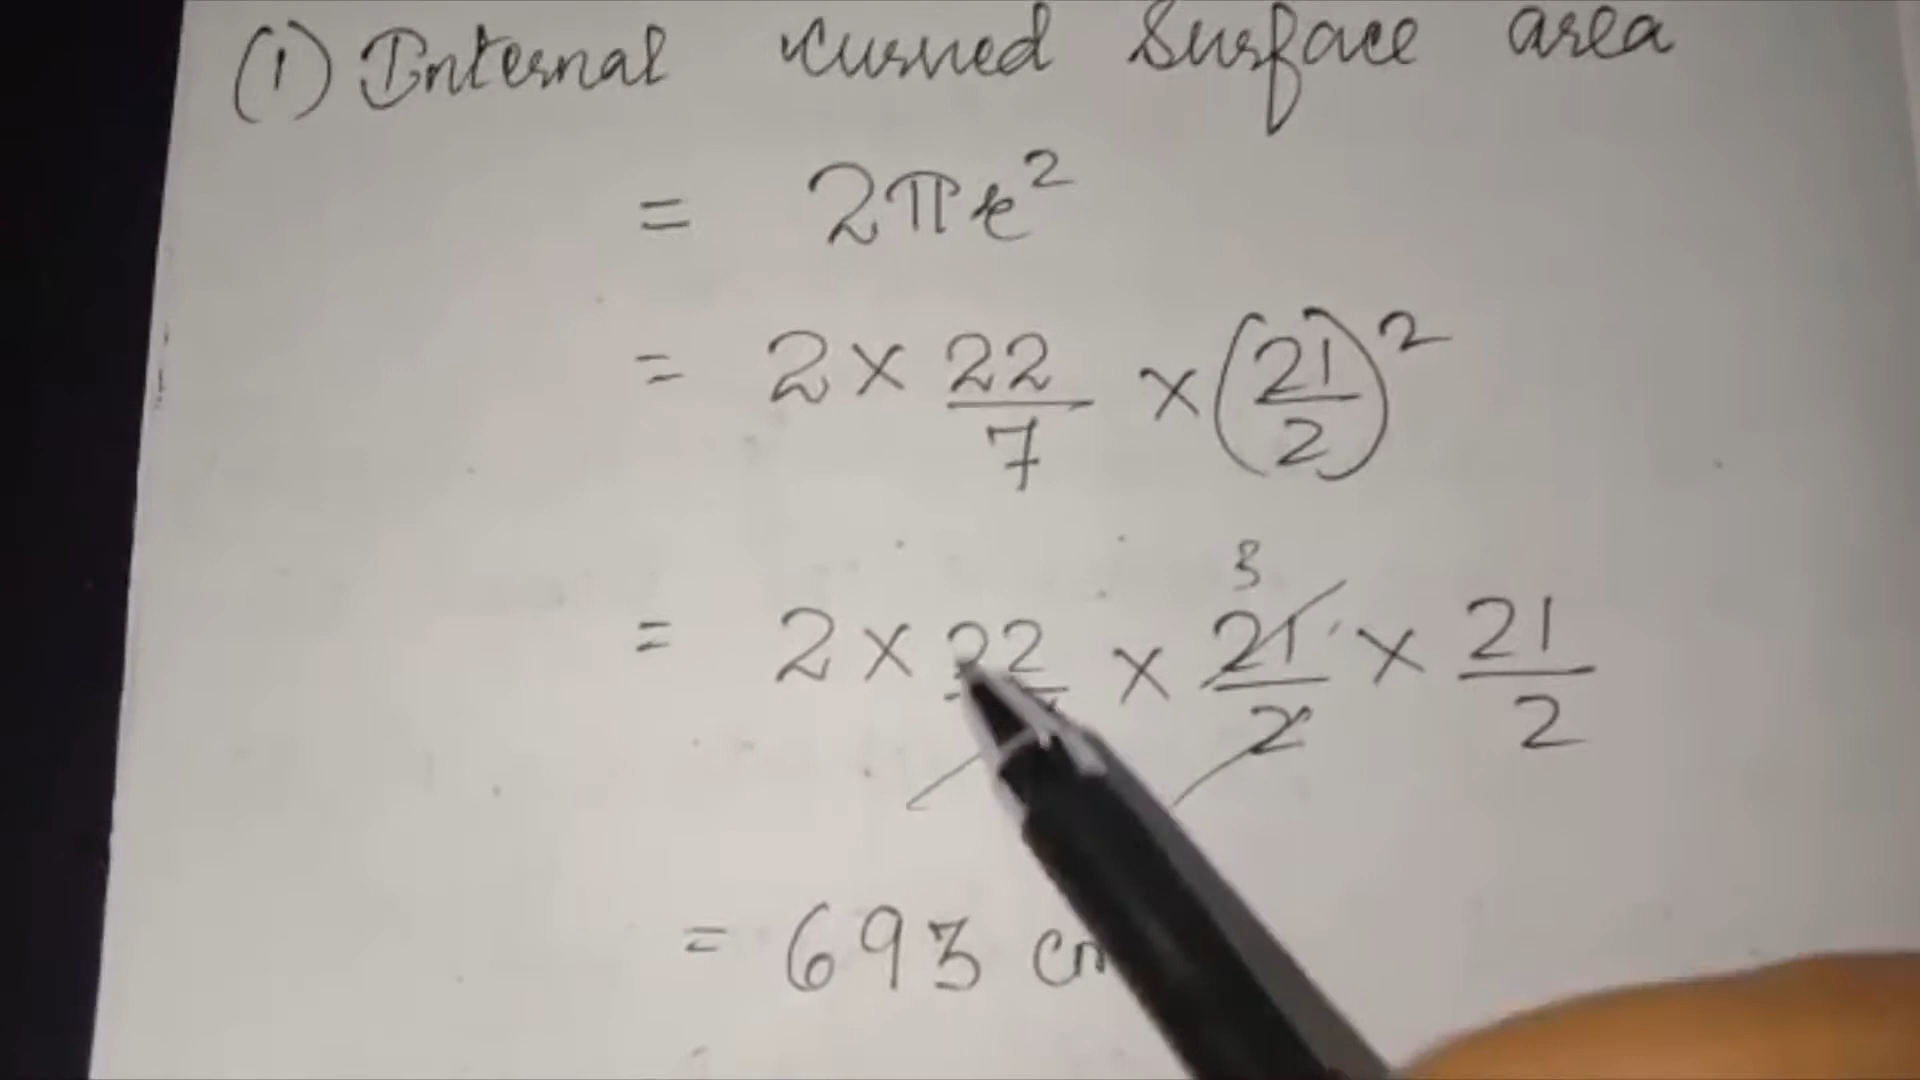 (1) Internal curved surface area
= 2πr²
= 2 × 22/7 × (21/2)²
3
= 2 × 22/ × 21/2 × 21/2
= 693 cm